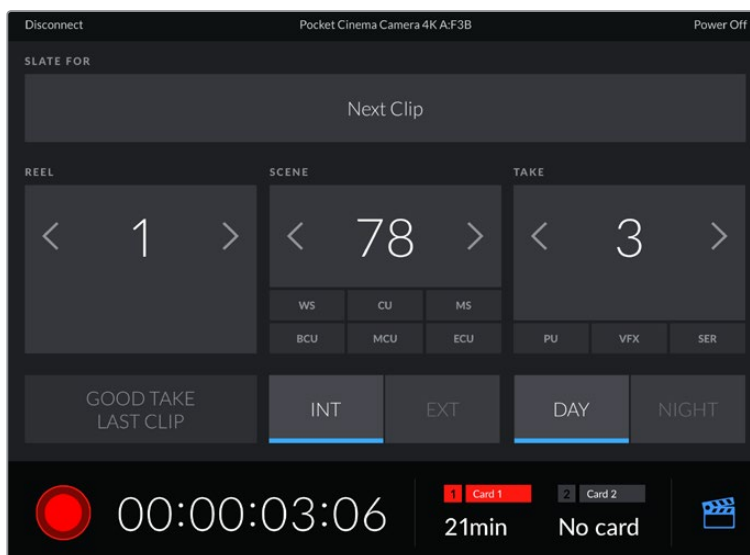 Disconnect Pocket Cinema Camera 4K A:F3B Power Off
SLATE FOR
Next Clip
REEL SCENE TAKE
1 78 3
WS CU MS
BCU MCU ECU PU VFX SER
GOOD TAKE
LAST CLIP
INT EXT DAY NIGHT
00:00:03:06
1 Card 1 2 Card 2
21min No card